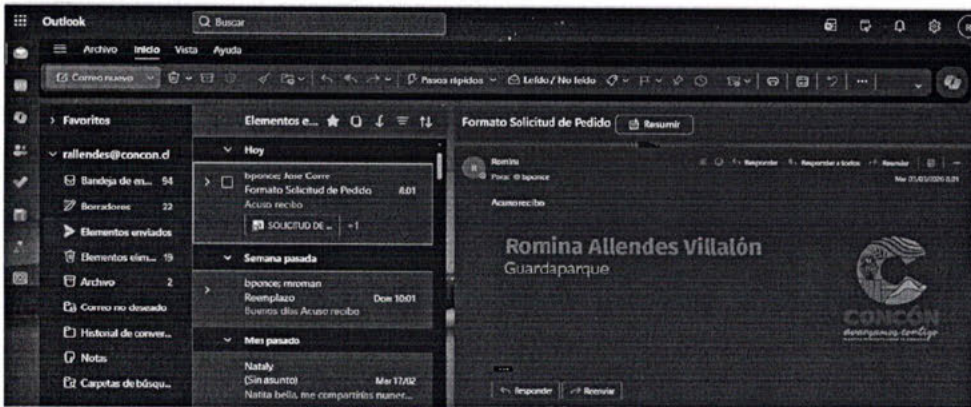 Outlook
Buscar
Archivo Inicio Vista Ayuda
Correo nuevo
Pasos rápidos
Leído / No leído
Favoritos
rallendes@concon.cl
Bandeja de en... 94
Borradores 22
Elementos enviados
Elementos elim... 19
Archivo 2
Correo no deseado
Historial de conver...
Notas
Carpetas de búsqu...
Elementos e...
Hoy
bponce; Jose Corre
Formato Solicitud de Pedido 8:01
Acuso recibo
SOLICITUD DE ... +1
Semana pasada
bponce; mroman
Reemplazo Dom 10:01
Buenos días Acuso recibo
Mes pasado
Nataly
(Sin asunto) Mar 17/02
Natita bella, me compartirías numer...
Formato Solicitud de Pedido
Resumir
Romina
Para: bponce
Responder Responder a todos Reenviar
8:01
Acuso recibo
Romina Allendes Villalón
Guardaparque
CONCÓN
avanzamos contigo
Responder Reenviar